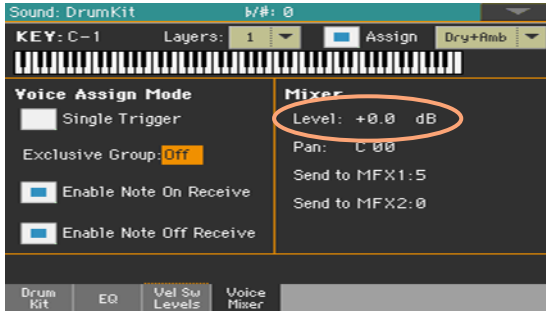 Sound: DrumKit b/#: 0
KEY: C-1 Layers: 1 Assign Dry+Amb
Voice Assign Mode
Single Trigger
Exclusive Group: Off
Enable Note On Receive
Enable Note Off Receive
Mixer
Level: +0.0 dB
Pan: C 00
Send to MFX1:5
Send to MFX2:0
Drum Kit
EQ
Vel Sw Levels
Voice Mixer